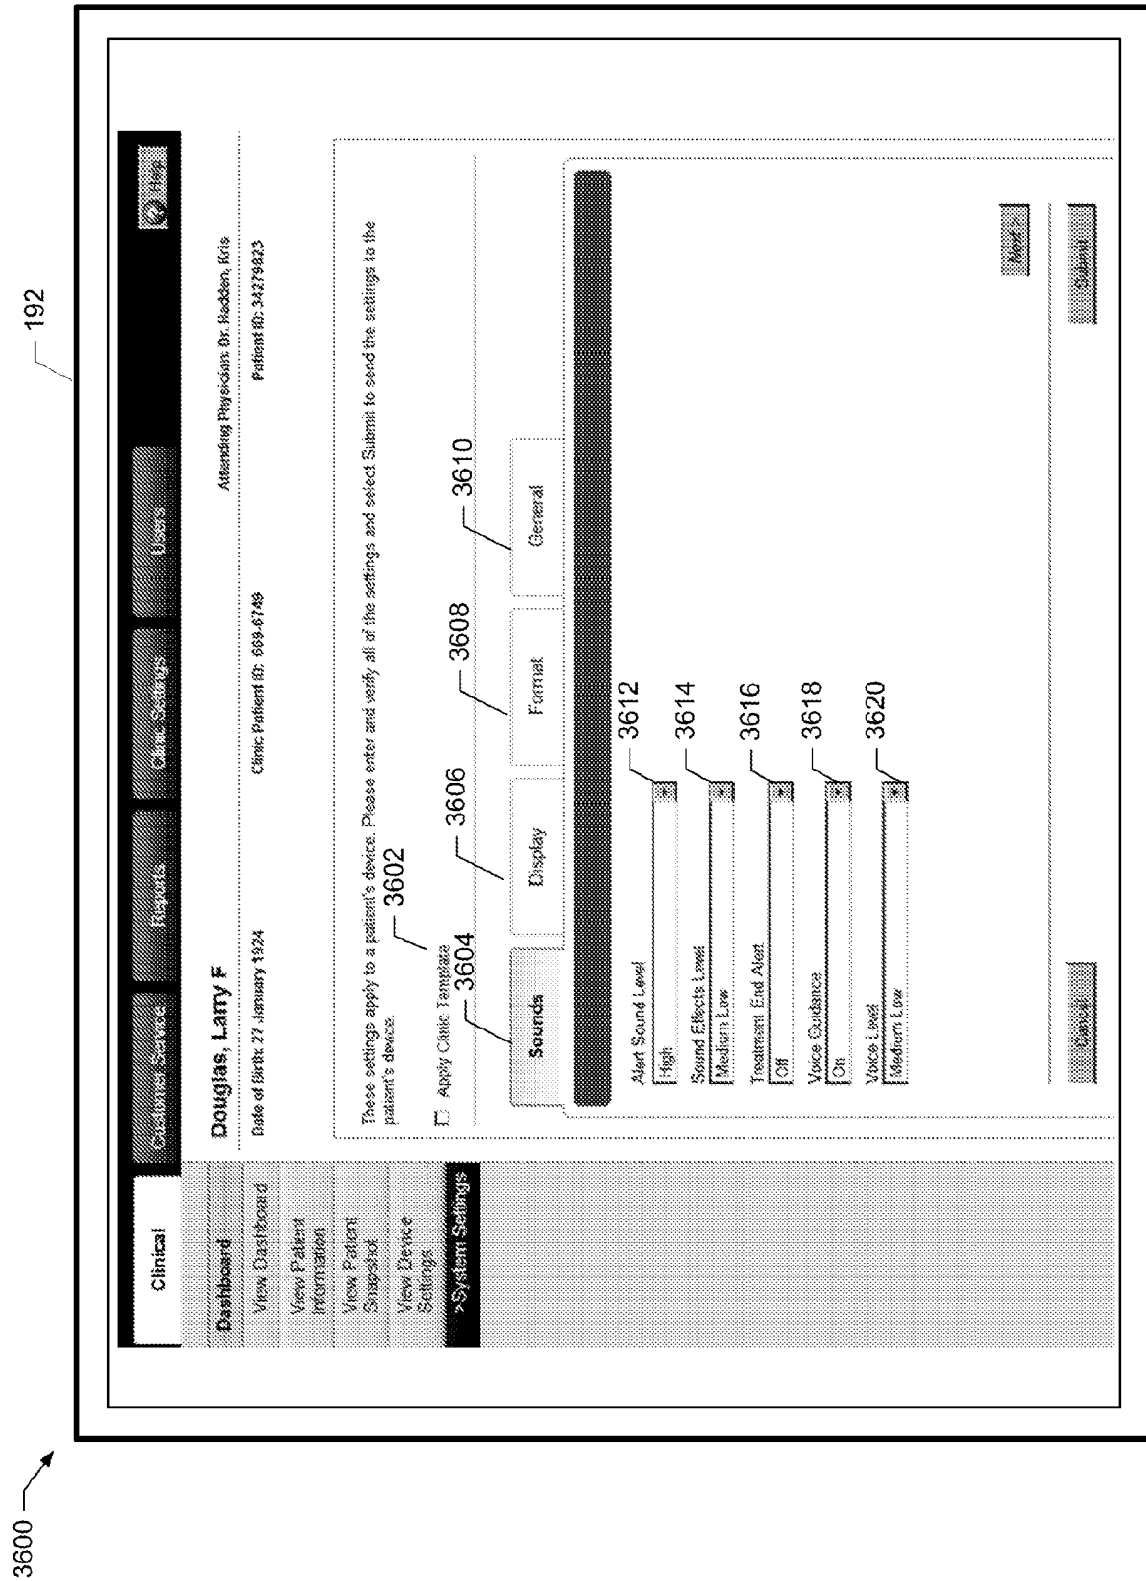 3600
192
Clinical
Customer Service
Reports
Clinic Settings
Users
Help
Dashboard
View Dashboard
View Patient
Information
View Patient
Snapshot
View Device
Settings
>System Settings
Douglas, Larry F
Attending Physician: Dr. Hadden, Kris
Date of Birth: 27 January 1924
Clinic Patient ID: 669-6749
Patient ID: 34279823
These settings apply to a patient's device. Please enter and verify all of the settings and select Submit to send the settings to the
patient's device.
3602
Apply Clinic Template
3604
3606
3608
3610
Sounds
Display
Format
General
Alert Sound Level
High
3612
Sound Effects Level
Medium Low
3614
Treatment End Alert
Off
3616
Voice Guidance
On
3618
Voice Level
Medium Low
3620
Next >
Cancel
Submit